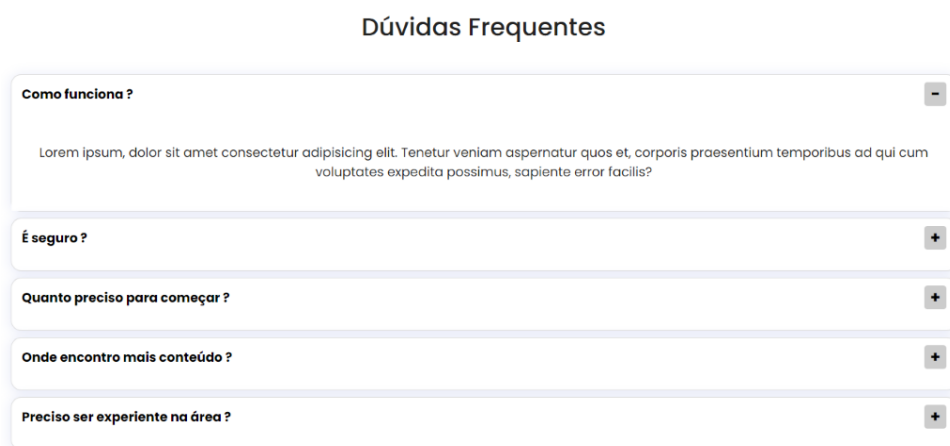 Dúvidas Frequentes
Como funciona ?
-
Lorem ipsum, dolor sit amet consectetur adipisicing elit. Tenetur veniam aspernatur quos et, corporis praesentium temporibus ad qui cum
voluptates expedita possimus, sapiente error facilis?
É seguro ?
+
Quanto preciso para começar ?
+
Onde encontro mais conteúdo ?
+
Preciso ser experiente na área ?
+